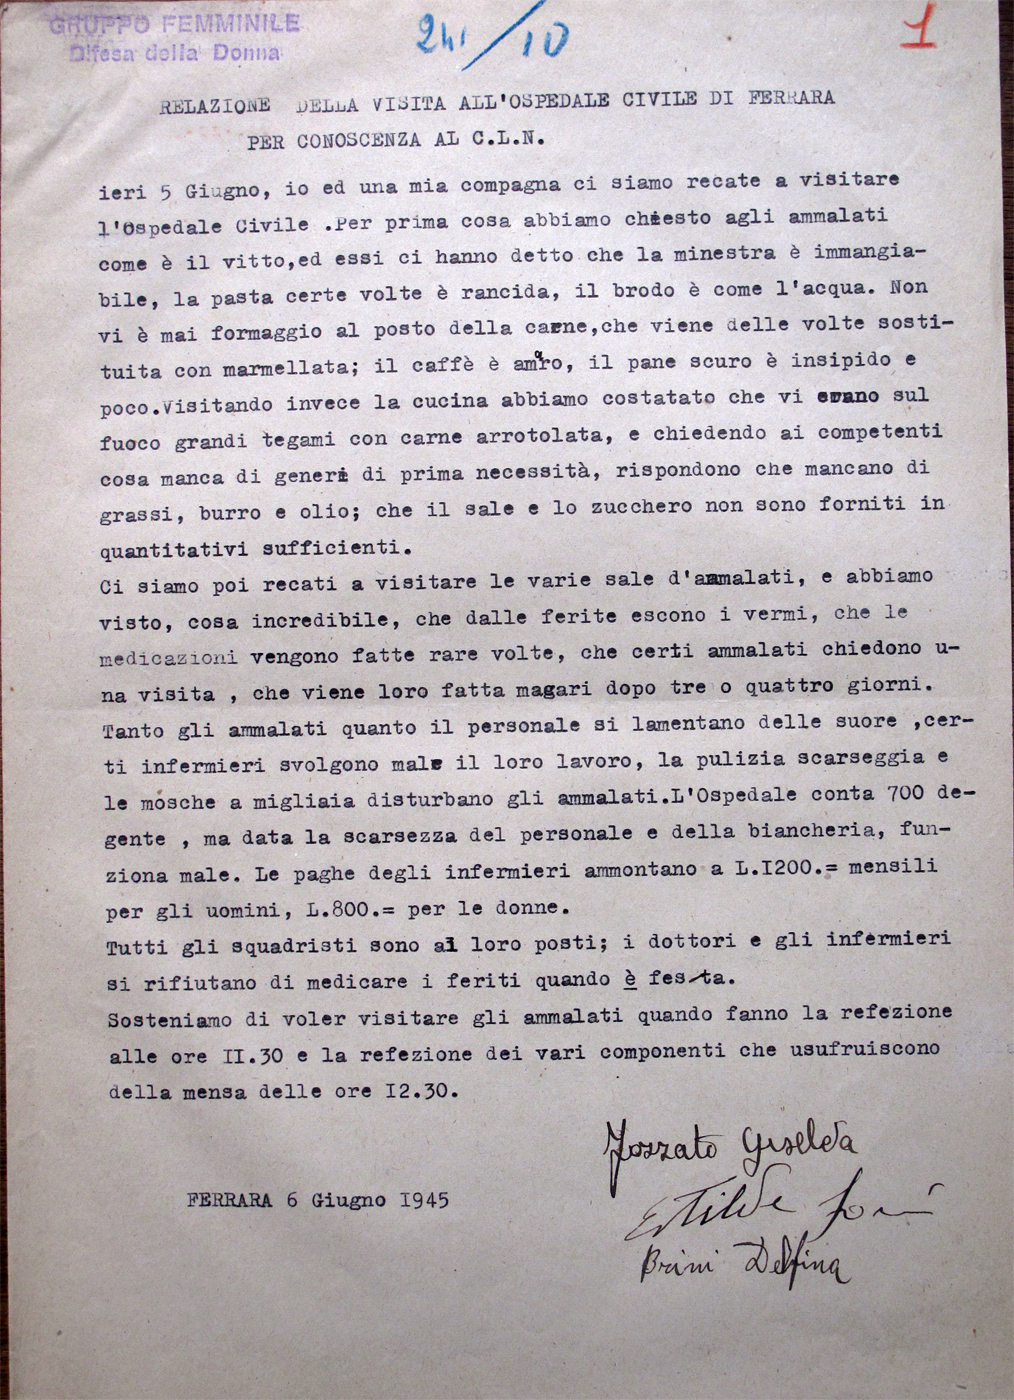 GRUPPO FEMMINILE
Difesa della Donna
241/10
1
RELAZIONE DELLA VISITA ALL'OSPEDALE CIVILE DI FERRARA
PER CONOSCENZA AL C.L.N.
ieri 5 Giugno, io ed una mia compagna ci siamo recate a visitare
l'Ospedale Civile .Per prima cosa abbiamo chiesto agli ammalati
come è il vitto,ed essi ci hanno detto che la minestra è immangia-
bile, la pasta certe volte è rancida, il brodo è come l'acqua. Non
vi è mai formaggio al posto della carne,che viene delle volte sosti-
tuita con marmellata; il caffè è amaro, il pane scuro è insipido e
poco.Visitando invece la cucina abbiamo costatato che vi erano sul
fuoco grandi tegami con carne arrotolata, e chiedendo ai competenti
cosa manca di generi di prima necessità, rispondono che mancano di
grassi, burro e olio; che il sale e lo zucchero non sono forniti in
quantitativi sufficienti.
Ci siamo poi recati a visitare le varie sale d'ammalati, e abbiamo
visto, cosa incredibile, che dalle ferite escono i vermi, che le
medicazioni vengono fatte rare volte, che certi ammalati chiedono u-
na visita , che viene loro fatta magari dopo tre o quattro giorni.
Tanto gli ammalati quanto il personale si lamentano delle suore ,cer-
ti infermieri svolgono male il loro lavoro, la pulizia scarseggia e
le mosche a migliaia disturbano gli ammalati.L'Ospedale conta 700 de-
gente , ma data la scarsezza del personale e della biancheria, fun-
ziona male. Le paghe degli infermieri ammontano a L.I200.= mensili
per gli uomini, L.800.= per le donne.
Tutti gli squadristi sono ai loro posti; i dottori e gli infermieri
si rifiutano di medicare i feriti quando è festa.
Sosteniamo di voler visitare gli ammalati quando fanno la refezione
alle ore II.30 e la refezione dei vari componenti che usufruiscono
della mensa delle ore I2.30.
Giselda
Estilde
FERRARA 6 Giugno I945
Brini Delfina